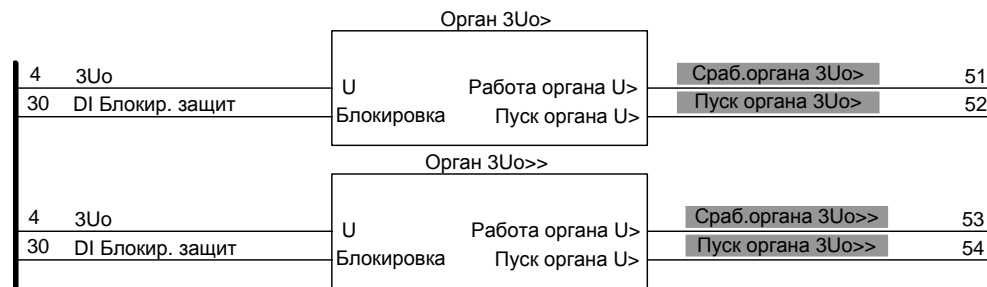 Орган 3Uo>
4 3Uo U Работа органа U> Сраб.органа 3Uo> 51
30 DI Блокир. защит Блокировка Пуск органа U> Пуск органа 3Uo> 52
Орган 3Uo>>
4 3Uo U Работа органа U> Сраб.органа 3Uo>> 53
30 DI Блокир. защит Блокировка Пуск органа U> Пуск органа 3Uo>> 54